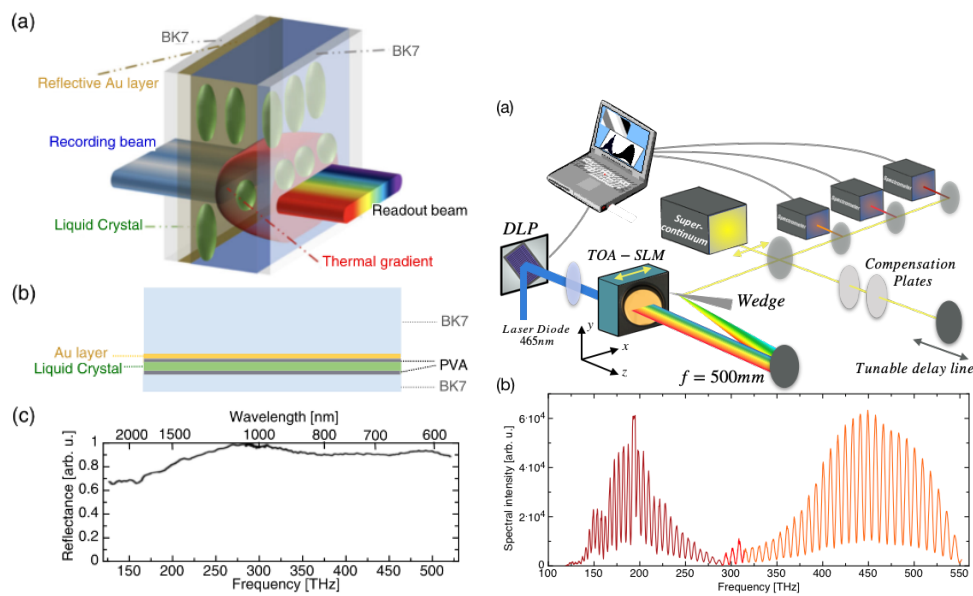 (a)
BK7
BK7
Reflective Au layer
Recording beam
Readout beam
Liquid Crystal
Thermal gradient
(b)
BK7
Au layer
Liquid Crystal
PVA
BK7
(c)
Wavelength [nm]
2000 1500 1000 800 700 600
Reflectance [arb. u.]
1
0.8
0.6
0.4
0.2
0
150 200 250 300 350 400 450 500
Frequency [THz]
(a)
Spectrometer
Spectrometer
Spectrometer
Super-
continuum
DLP
TOA-SLM
Compensation
Plates
Wedge
Laser Diode
465nm
y
x
z
f = 500mm
Tunable delay line
(b)
Spectral intensity [arb. u.]
6·10⁴
4·10⁴
2·10⁴
0
100 150 200 250 300 350 400 450 500 550
Frequency [THz]